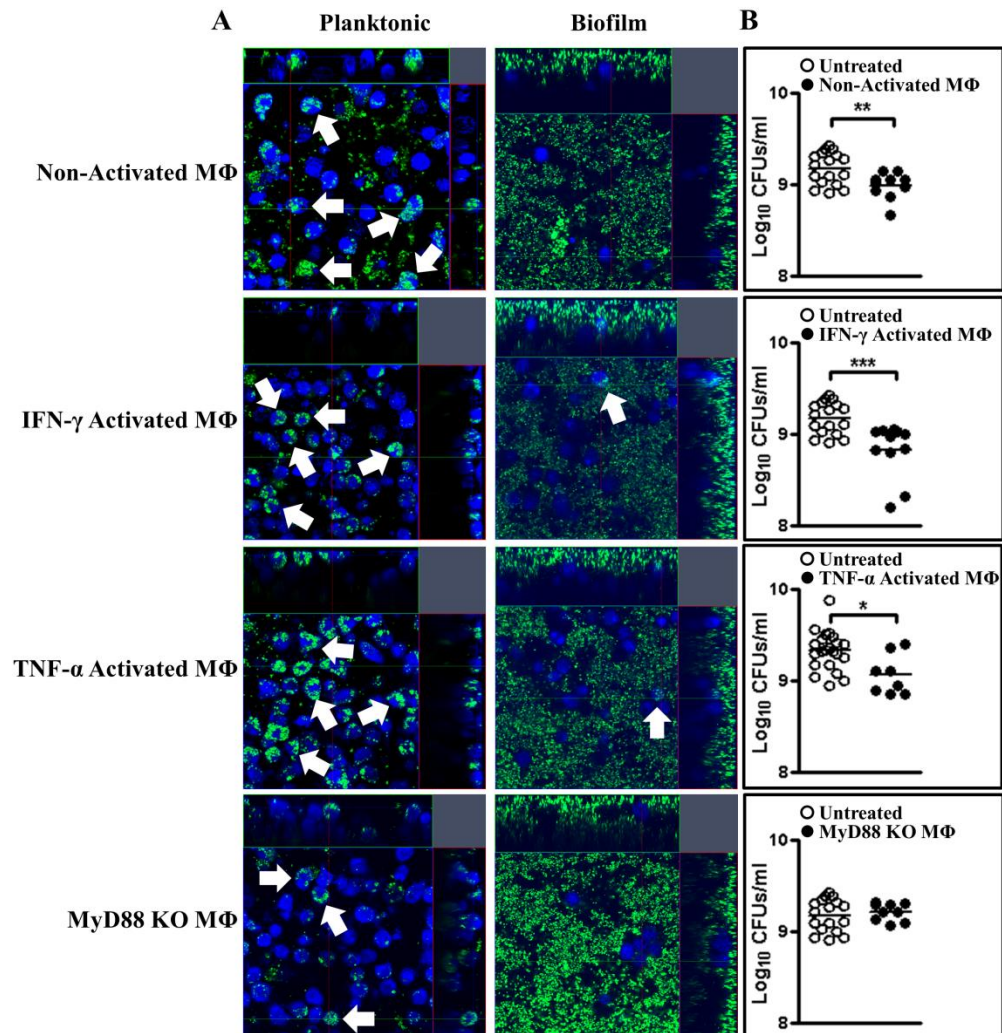 A Planktonic Biofilm B
Non-Activated MΦ
○ Untreated
● Non-Activated MΦ
**
10
9
8
Log10 CFUs/ml
IFN-γ Activated MΦ
○ Untreated
● IFN-γ Activated MΦ
***
10
9
8
Log10 CFUs/ml
TNF-α Activated MΦ
○ Untreated
● TNF-α Activated MΦ
*
10
9
8
Log10 CFUs/ml
MyD88 KO MΦ
○ Untreated
● MyD88 KO MΦ
10
9
8
Log10 CFUs/ml